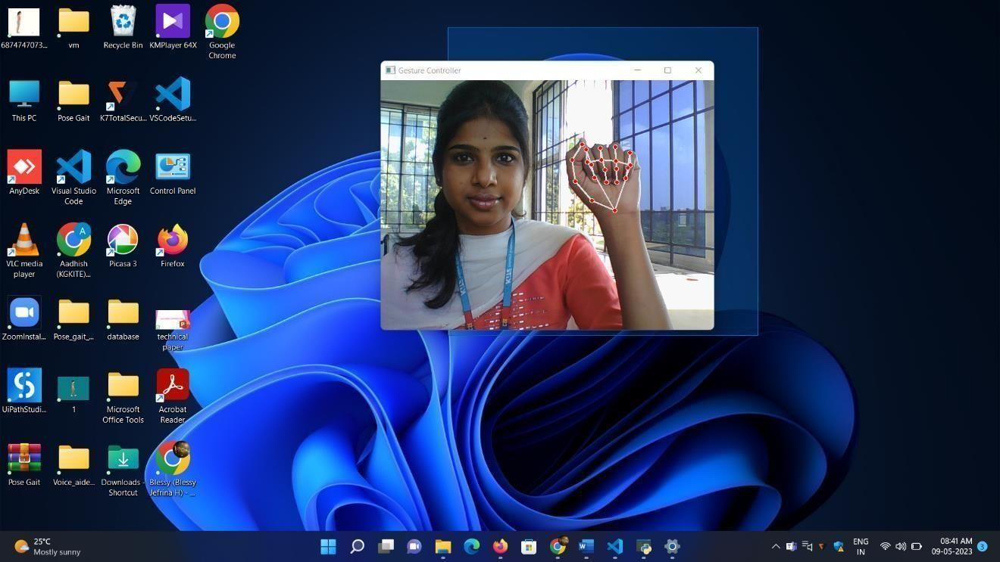 6874747073...
vm
Recycle Bin
KMPlayer 64X
Google
Chrome
This PC
Pose Gait
K7TotalSecu...
VSCodeSetu...
AnyDesk
Visual Studio
Code
Microsoft
Edge
Control Panel
VLC media
player
Aadhish
(KGKITE)...
Picasa 3
Firefox
ZoomInstal...
Pose_gait_...
database
technical
paper
UiPathStudi...
1
Microsoft
Office Tools
Acrobat
Reader
Pose Gait
Voice_aide...
Downloads -
Shortcut
Blessy (Blessy
Jefrina H) - ...
Gesture Controller
25°C
Mostly sunny
ENG
IN
08:41 AM
09-05-2023
3